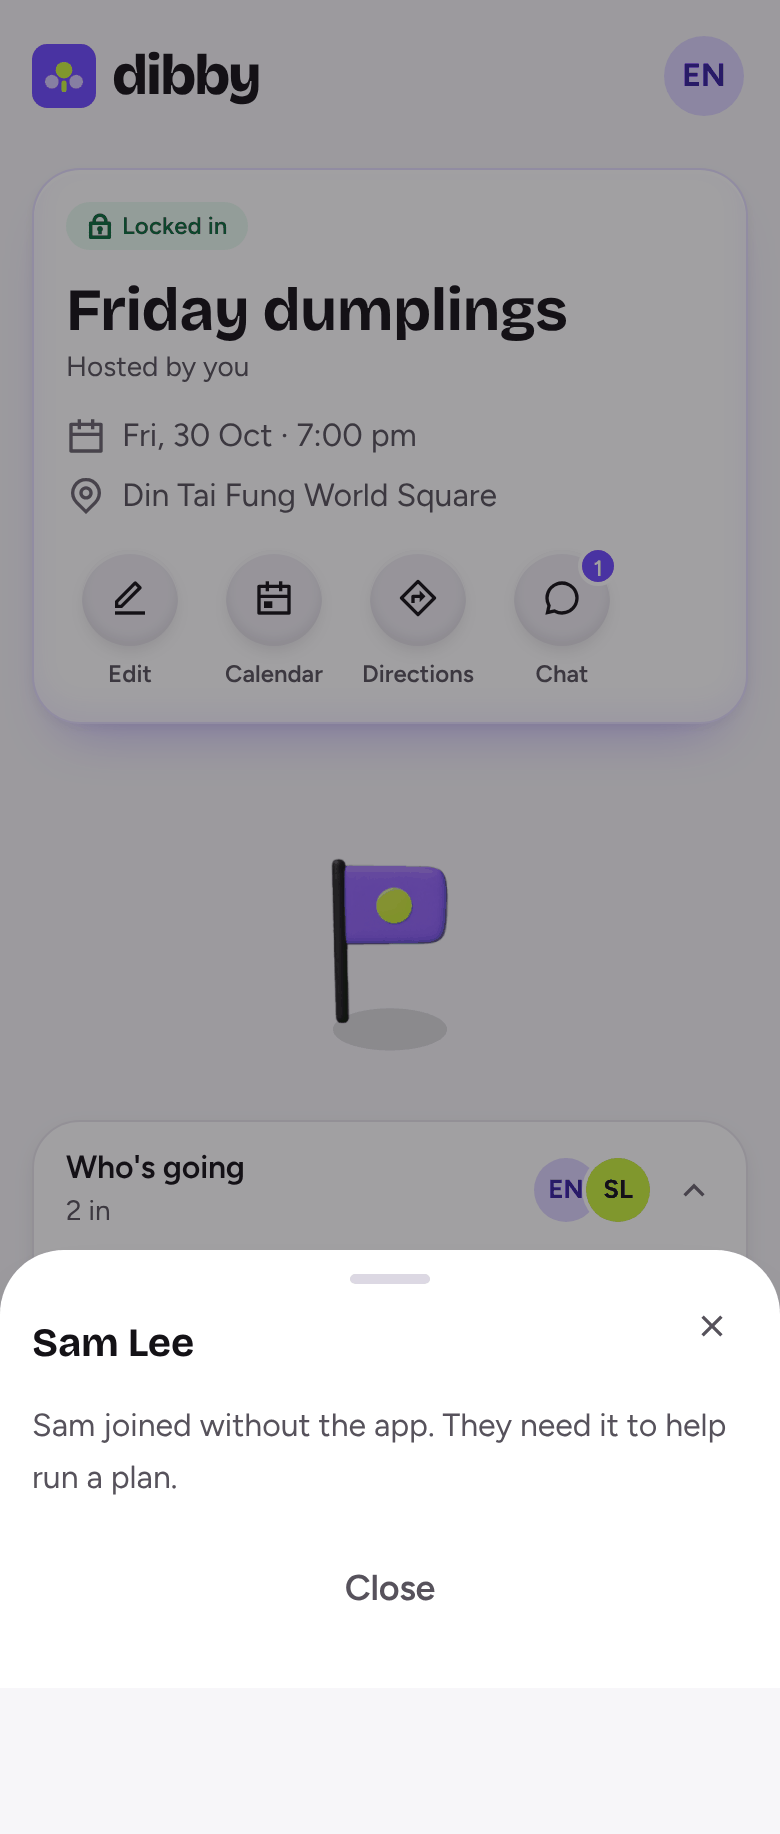 dibby
EN
Locked in
Friday dumplings
Hosted by you
Fri, 30 Oct · 7:00 pm
Din Tai Fung World Square
1
Edit
Calendar
Directions
Chat
Who's going
2 in
EN
SL
Sam Lee
Sam joined without the app. They need it to help
run a plan.
Close